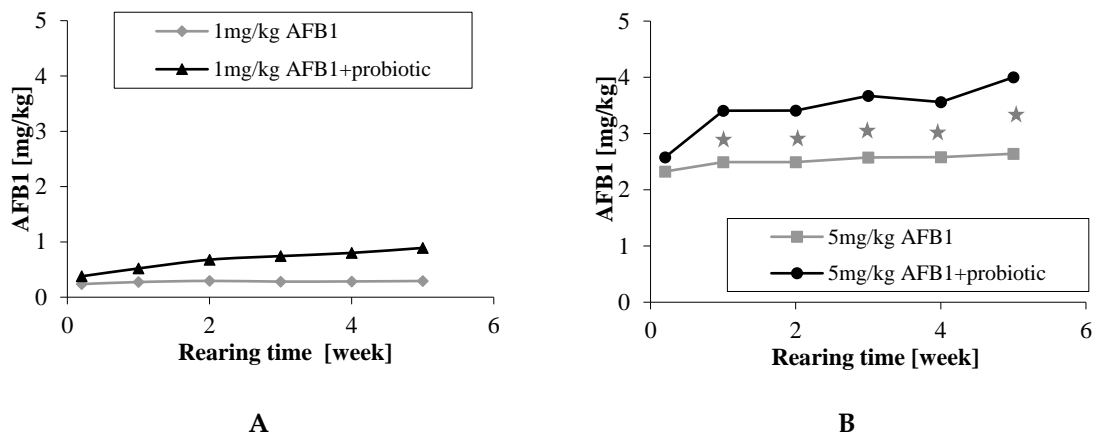 5
4
3
2
1
0
AFB1 [mg/kg]
1mg/kg AFB1
1mg/kg AFB1+probiotic
0 2 4 6
Rearing time [week]
A
5
4
3
2
1
0
AFB1 [mg/kg]
5mg/kg AFB1
5mg/kg AFB1+probiotic
0 2 4 6
Rearing time [week]
B